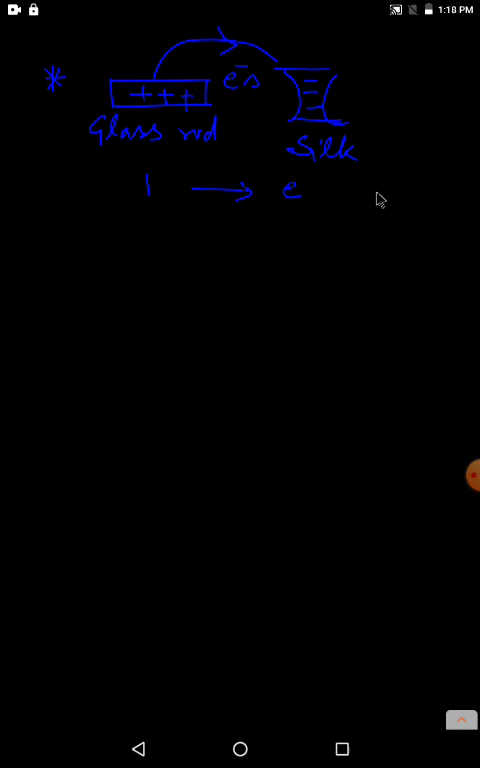 1:18 PM
*
+ + +
e⁻s
Glass rod
Silk
1 → e